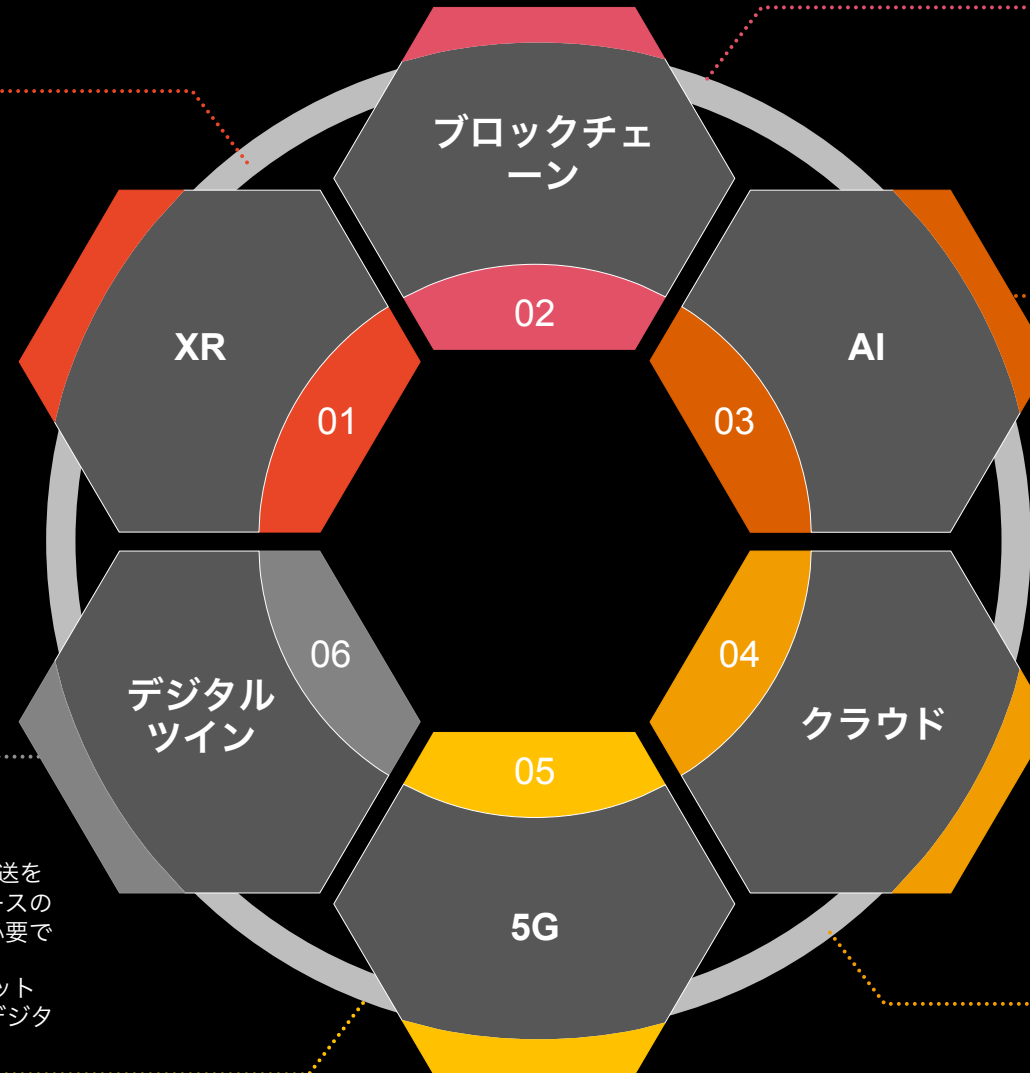 ブロックチェ
ーン
02
XR
01
AI
03
06
デジタル
ツイン
04
クラウド
05
5G
送を
ースの
必要で
ット
デジタ